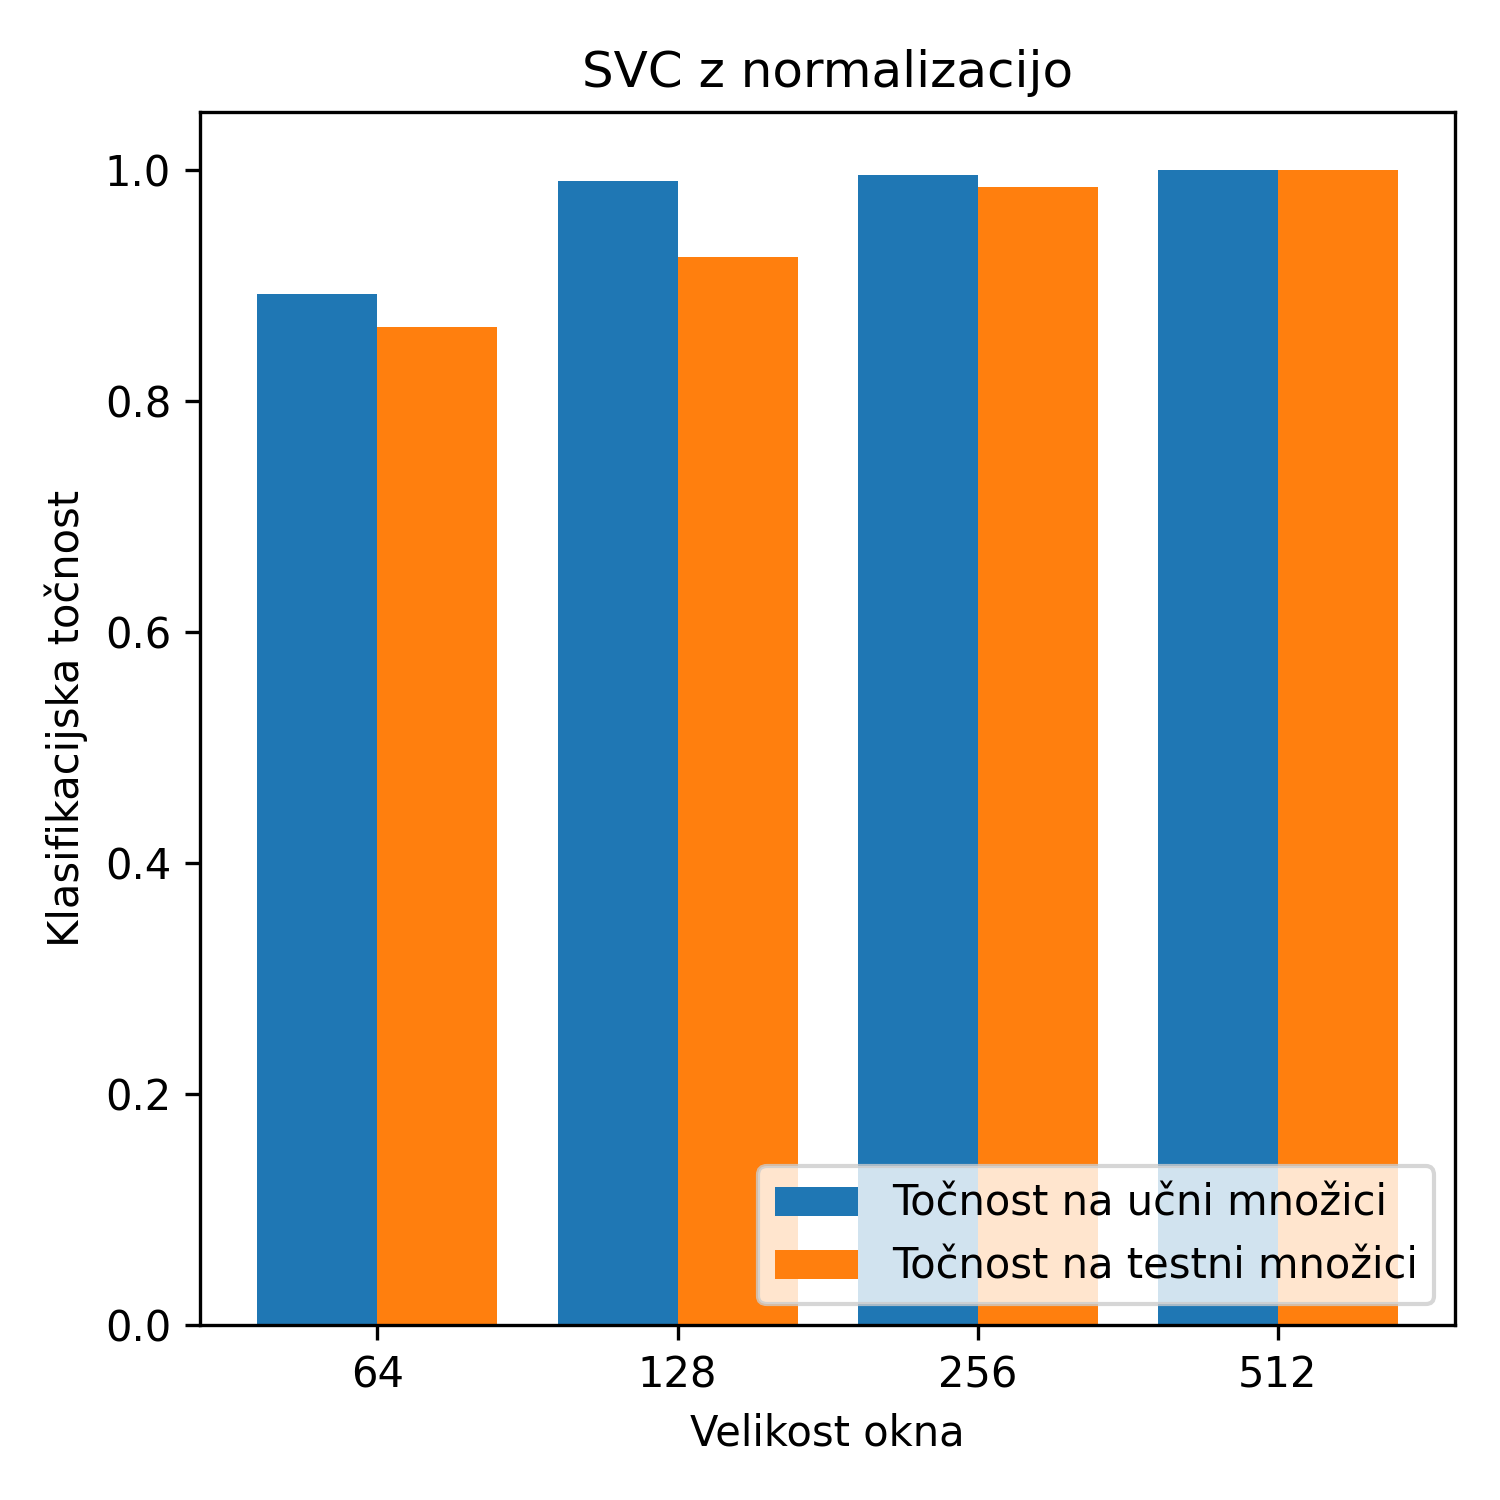 SVC z normalizacijo
Klasifikacijska točnost
1.0
0.8
0.6
0.4
0.2
0.0
Točnost na učni množici
Točnost na testni množici
64 128 256 512
Velikost okna